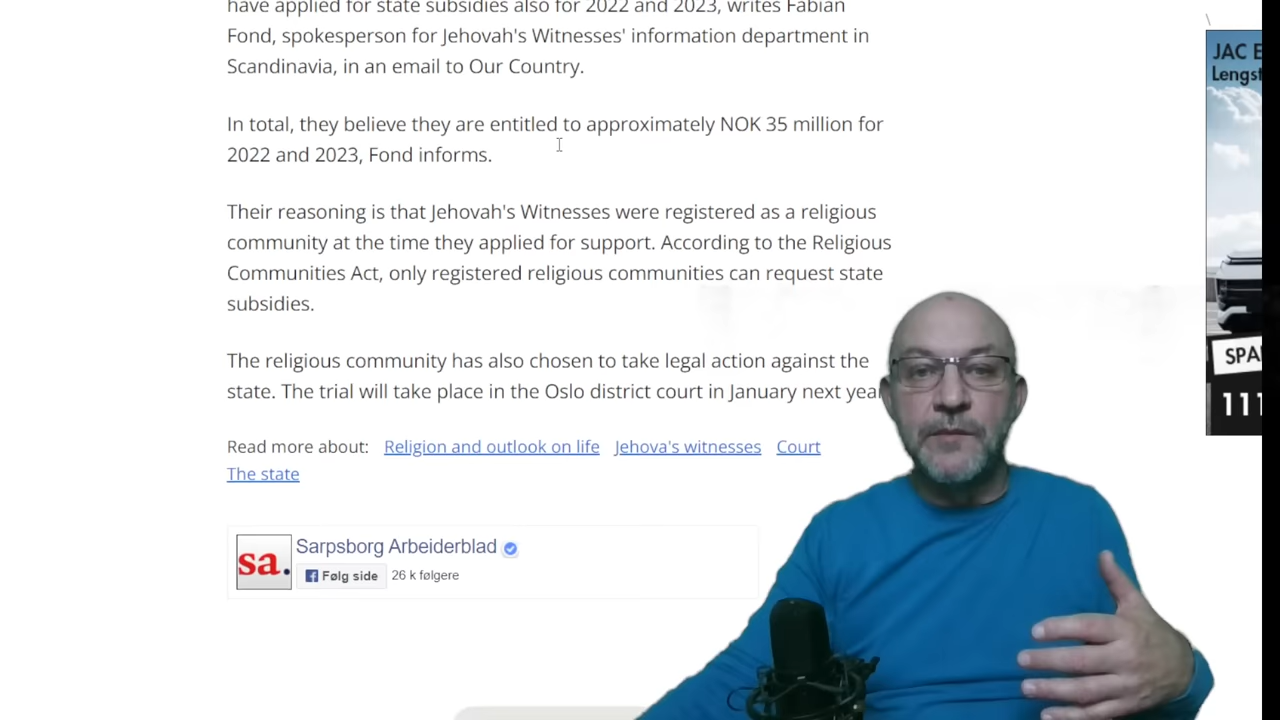 have applied for state subsidies also for 2022 and 2023, writes Fabian
Fond, spokesperson for Jehovah's Witnesses' information department in
Scandinavia, in an email to Our Country.
In total, they believe they are entitled to approximately NOK 35 million for
2022 and 2023, Fond informs.
Their reasoning is that Jehovah's Witnesses were registered as a religious
community at the time they applied for support. According to the Religious
Communities Act, only registered religious communities can request state
subsidies.
The religious community has also chosen to take legal action against the
state. The trial will take place in the Oslo district court in January next year
Read more about: Religion and outlook on life Jehova's witnesses Court
The state
sa.
Sarpsborg Arbeiderblad
Følg side 26 k følgere
JAC
SPA
111